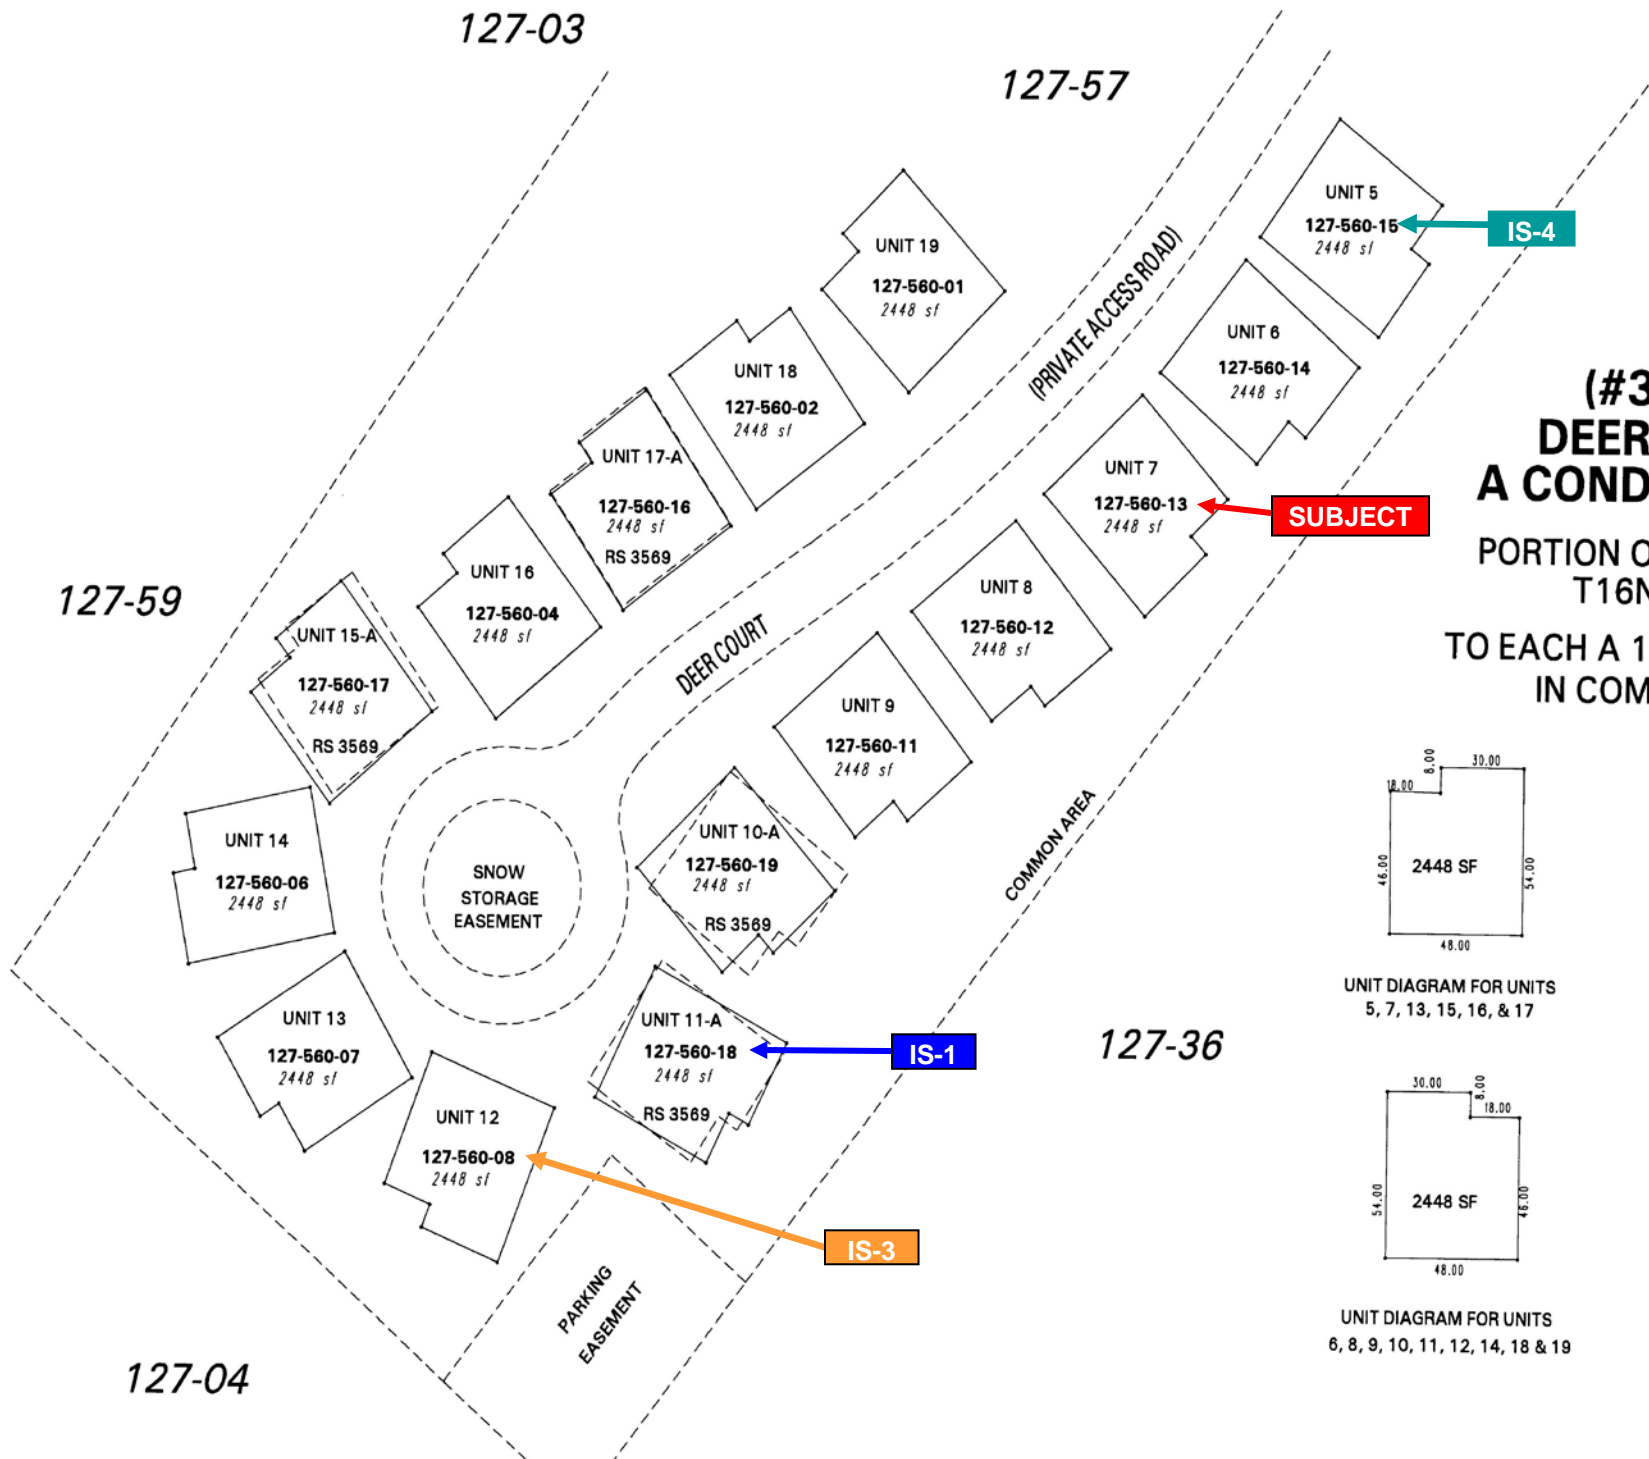 127-03
127-57
UNIT 5
127-560-15
2448 sf
IS-4
UNIT 19
127-560-01
2448 sf
(PRIVATE ACCESS ROAD)
UNIT 6
127-560-14
2448 sf
UNIT 18
127-560-02
2448 sf
(#3
DEER
A COND
UNIT 17-A
127-560-16
2448 sf
RS 3569
UNIT 7
127-560-13
2448 sf
SUBJECT
PORTION O
T16N
UNIT 16
127-560-04
2448 sf
127-59
UNIT 8
127-560-12
2448 sf
TO EACH A 1
IN COM
UNIT 15-A
127-560-17
2448 sf
RS 3569
DEER COURT
UNIT 9
127-560-11
2448 sf
8.00
30.00
18.00
46.00
2448 SF
54.00
48.00
UNIT DIAGRAM FOR UNITS
5, 7, 13, 15, 16, & 17
UNIT 14
127-560-06
2448 sf
SNOW
STORAGE
EASEMENT
UNIT 10-A
127-560-19
2448 sf
RS 3569
COMMON AREA
UNIT 13
127-560-07
2448 sf
UNIT 11-A
127-560-18
2448 sf
RS 3569
IS-1
127-36
30.00
8.00
18.00
54.00
2448 SF
46.00
48.00
UNIT DIAGRAM FOR UNITS
6, 8, 9, 10, 11, 12, 14, 18 & 19
UNIT 12
127-560-08
2448 sf
IS-3
PARKING
EASEMENT
127-04